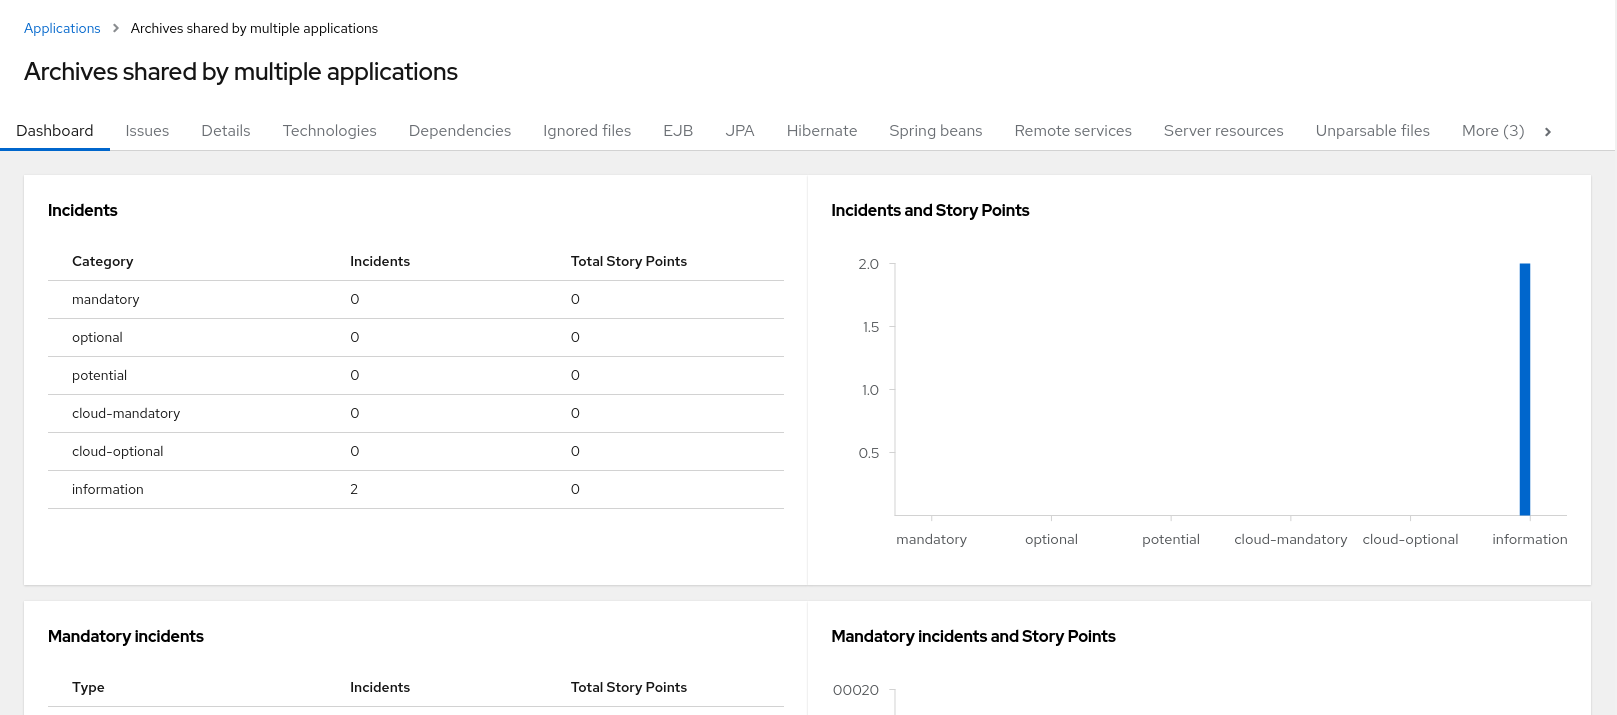 Applications > Archives shared by multiple applications
Archives shared by multiple applications
Dashboard Issues Details Technologies Dependencies Ignored files EJB JPA Hibernate Spring beans Remote services Server resources Unparsable files More (3) >
Incidents
Category Incidents Total Story Points
mandatory 0 0
optional 0 0
potential 0 0
cloud-mandatory 0 0
cloud-optional 0 0
information 2 0
Incidents and Story Points
2.0
1.5
1.0
0.5
mandatory optional potential cloud-mandatory cloud-optional information
Mandatory incidents
Type Incidents Total Story Points
Mandatory incidents and Story Points
00020